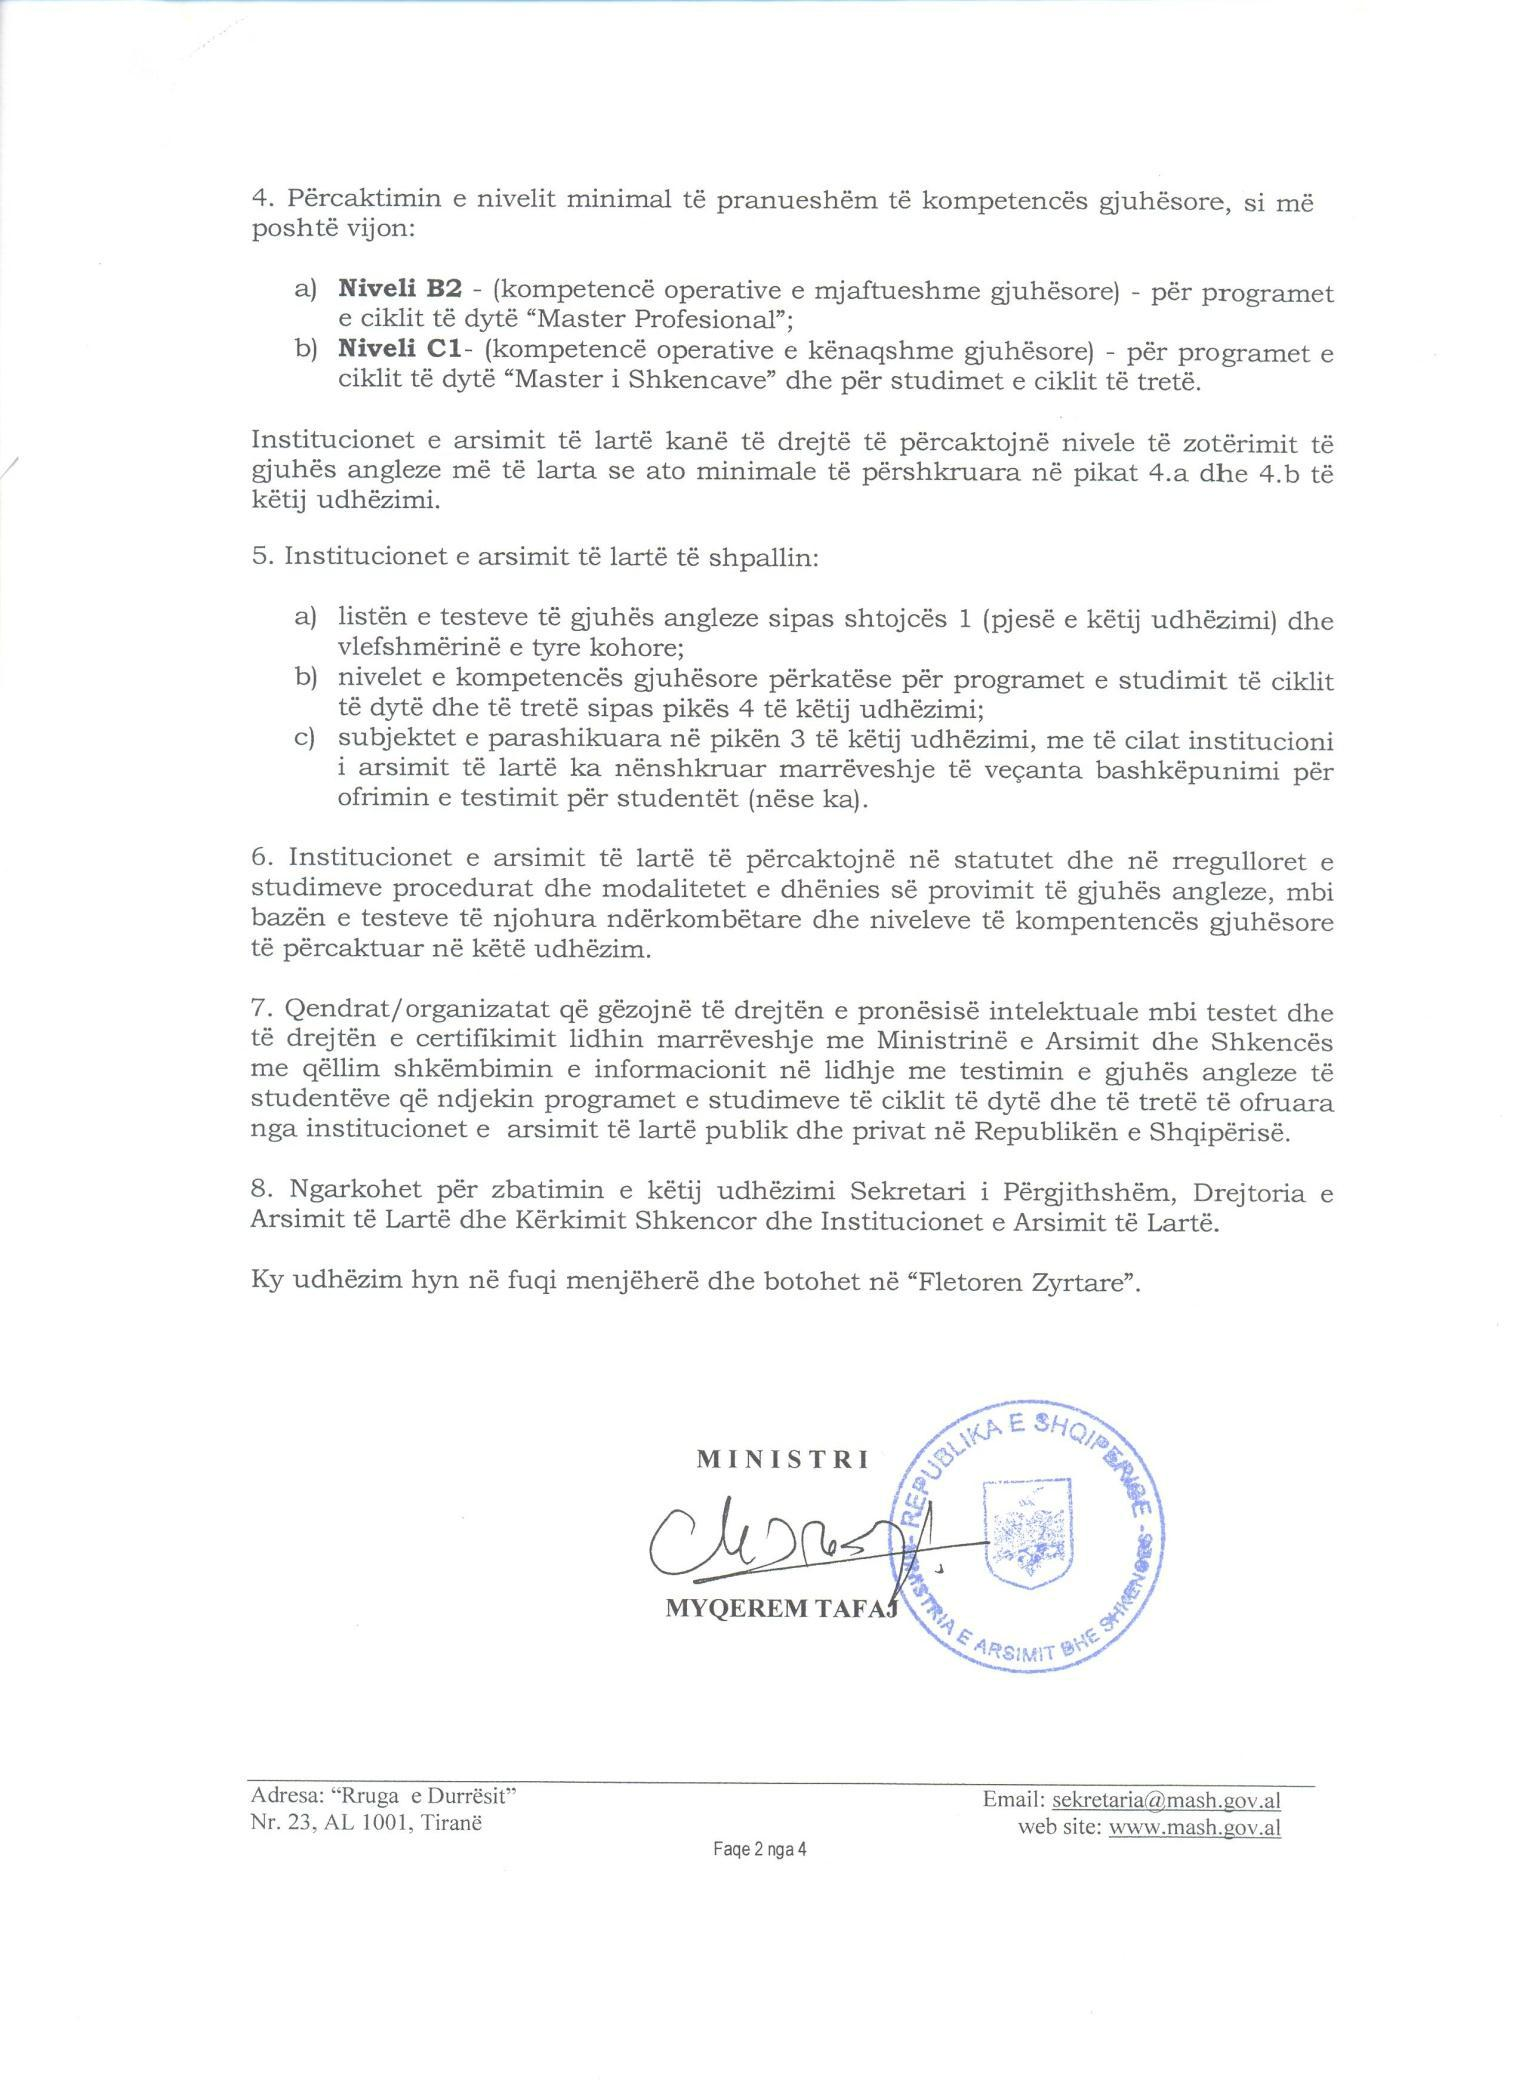 4. Përcaktimin e nivelit minimal të pranueshëm të kompetencës gjuhësore, si më
poshtë vijon:
a) Niveli B2 - (kompetencë operative e mjaftueshme gjuhësore) - për programet
e ciklit të dytë “Master Profesional”;
b) Niveli C1- (kompetencë operative e kënaqshme gjuhësore) - për programet e
ciklit të dytë “Master i Shkencave” dhe për studimet e ciklit të tretë.
Institucionet e arsimit të lartë kanë të drejtë të përcaktojnë nivele të zotërimit të
gjuhës angleze më të larta se ato minimale të përshkruara në pikat 4.a dhe 4.b të
këtij udhëzimi.
5. Institucionet e arsimit të lartë të shpallin:
a) listën e testeve të gjuhës angleze sipas shtojcës 1 (pjesë e këtij udhëzimi) dhe
vlefshmërinë e tyre kohore;
b) nivelet e kompetencës gjuhësore përkatëse për programet e studimit të ciklit
të dytë dhe të tretë sipas pikës 4 të këtij udhëzimi;
c) subjektet e parashikuara në pikën 3 të këtij udhëzimi, me të cilat institucioni
i arsimit të lartë ka nënshkruar marrëveshje të veçanta bashkëpunimi për
ofrimin e testimit për studentët (nëse ka).
6. Institucionet e arsimit të lartë të përcaktojnë në statutet dhe në rregulloret e
studimeve procedurat dhe modalitetet e dhënies së provimit të gjuhës angleze, mbi
bazën e testeve të njohura ndërkombëtare dhe niveleve të kompentencës gjuhësore
të përcaktuar në këtë udhëzim.
7. Qendrat/organizatat që gëzojnë të drejtën e pronësisë intelektuale mbi testet dhe
të drejtën e certifikimit lidhin marrëveshje me Ministrinë e Arsimit dhe Shkencës
me qëllim shkëmbimin e informacionit në lidhje me testimin e gjuhës angleze të
studentëve që ndjekin programet e studimeve të ciklit të dytë dhe të tretë të ofruara
nga institucionet e arsimit të lartë publik dhe privat në Republikën e Shqipërisë.
8. Ngarkohet për zbatimin e këtij udhëzimi Sekretari i Përgjithshëm, Drejtoria e
Arsimit të Lartë dhe Kërkimit Shkencor dhe Institucionet e Arsimit të Lartë.
Ky udhëzim hyn në fuqi menjëherë dhe botohet në “Fletoren Zyrtare”.
MINISTRI
MYQEREM TAFAJ
REPUBLIKA E SHQIPERISE
MINISTRIA E ARSIMIT DHE SHKENCES
Adresa: “Rruga e Durrësit”
Nr. 23, AL 1001, Tiranë
Email: sekretaria@mash.gov.al
web site: www.mash.gov.al
Faqe 2 nga 4